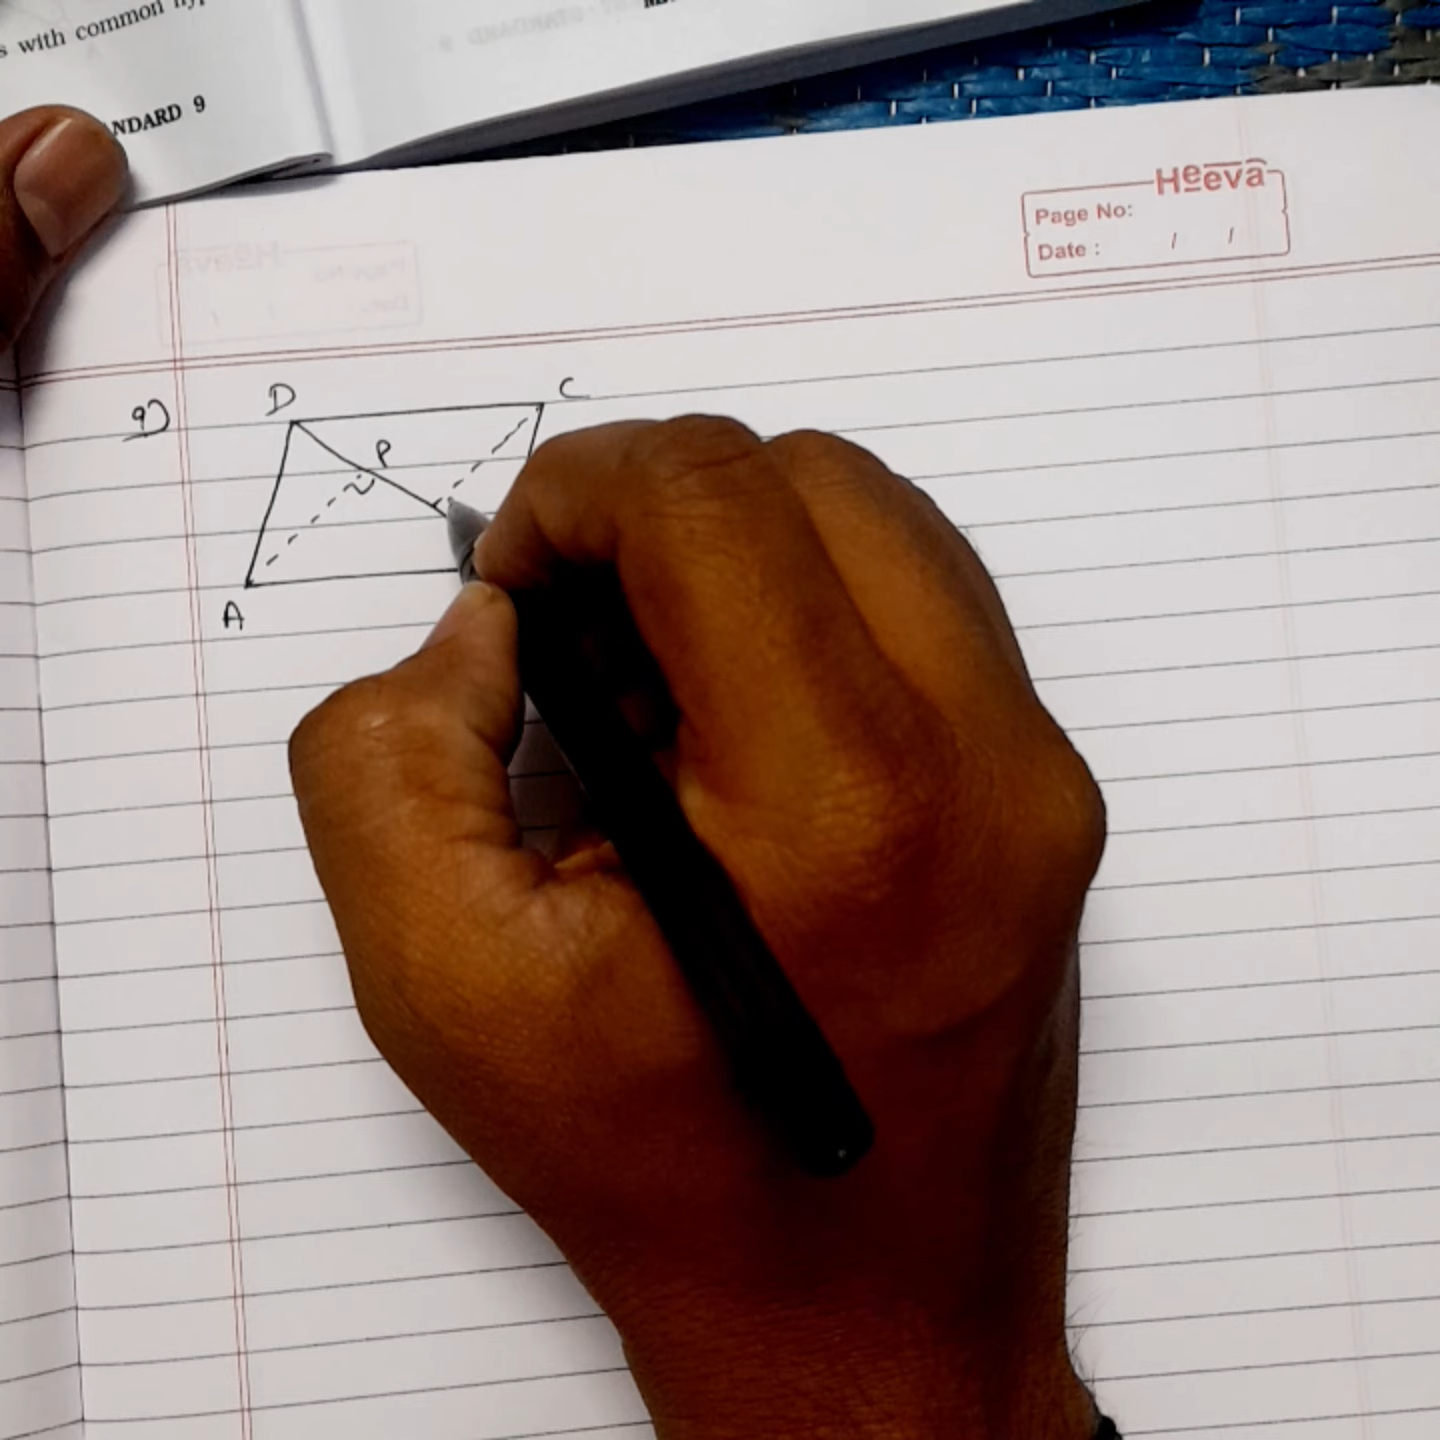 s with common
NDARD 9
Heeva
Page No:
Date : / /
9)
D
C
P
A